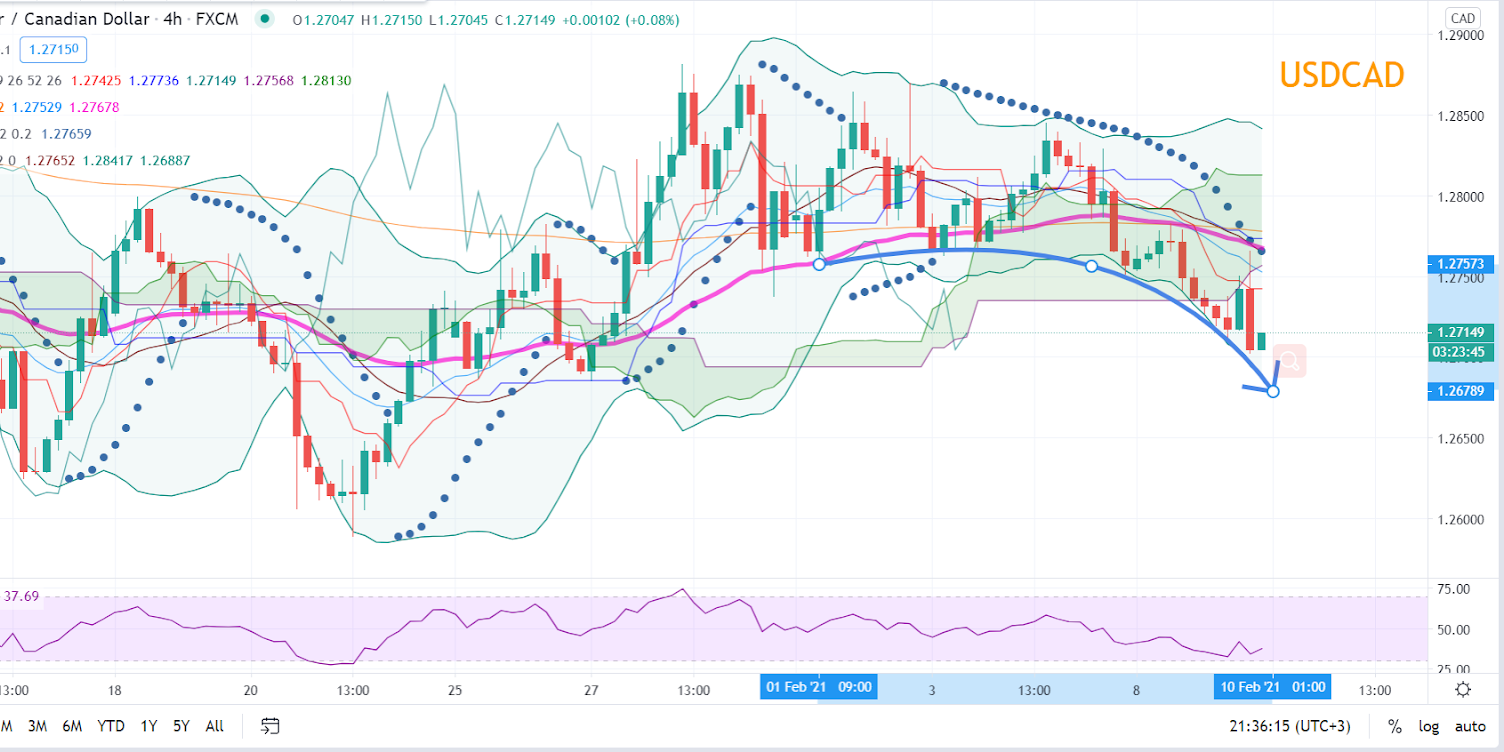 r / Canadian Dollar · 4h · FXCM O1.27047 H1.27150 L1.27045 C1.27149 +0.00102 (+0.08%)
CAD
.1 1.27150
9 26 52 26 1.27425 1.27736 1.27149 1.27568 1.28130
2 1.27529 1.27678
2 0.2 1.27659
2 0 1.27652 1.28417 1.26887
USDCAD
1.29000
1.28500
1.28000
1.27573
1.27500
1.27149
03:23:45
1.26789
1.26500
1.26000
37.69
75.00
50.00
25.00
13:00 18 20 13:00 25 27 13:00 01 Feb '21 09:00 3 13:00 8 10 Feb '21 01:00 13:00
M 3M 6M YTD 1Y 5Y All 21:36:15 (UTC+3) % log auto